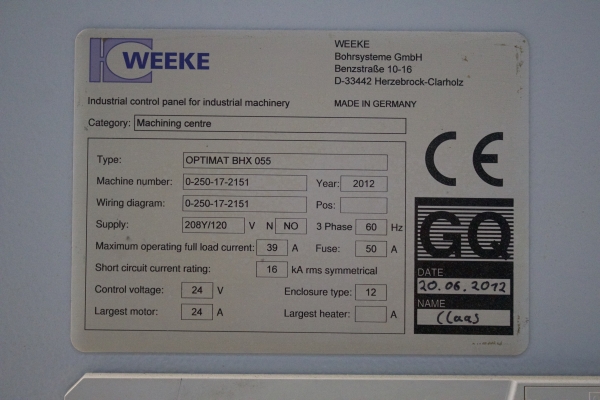 WEEKE
WEEKE
Bohrsysteme GmbH
Benzstraße 10-16
D-33442 Herzebrock-Clarholz
Industrial control panel for industrial machinery
MADE IN GERMANY
Category: Machining centre
Type: OPTIMAT BHX 055
Machine number: 0-250-17-2151 Year: 2012
Wiring diagram: 0-250-17-2151 Pos:
Supply: 208Y/120 V N NO 3 Phase 60 Hz
Maximum operating full load current: 39 A Fuse: 50 A
Short circuit current rating: 16 kA rms symmetrical
Control voltage: 24 V Enclosure type: 12
Largest motor: 24 A Largest heater: A
CE
GQ
DATE
20.06.2012
NAME
Claas